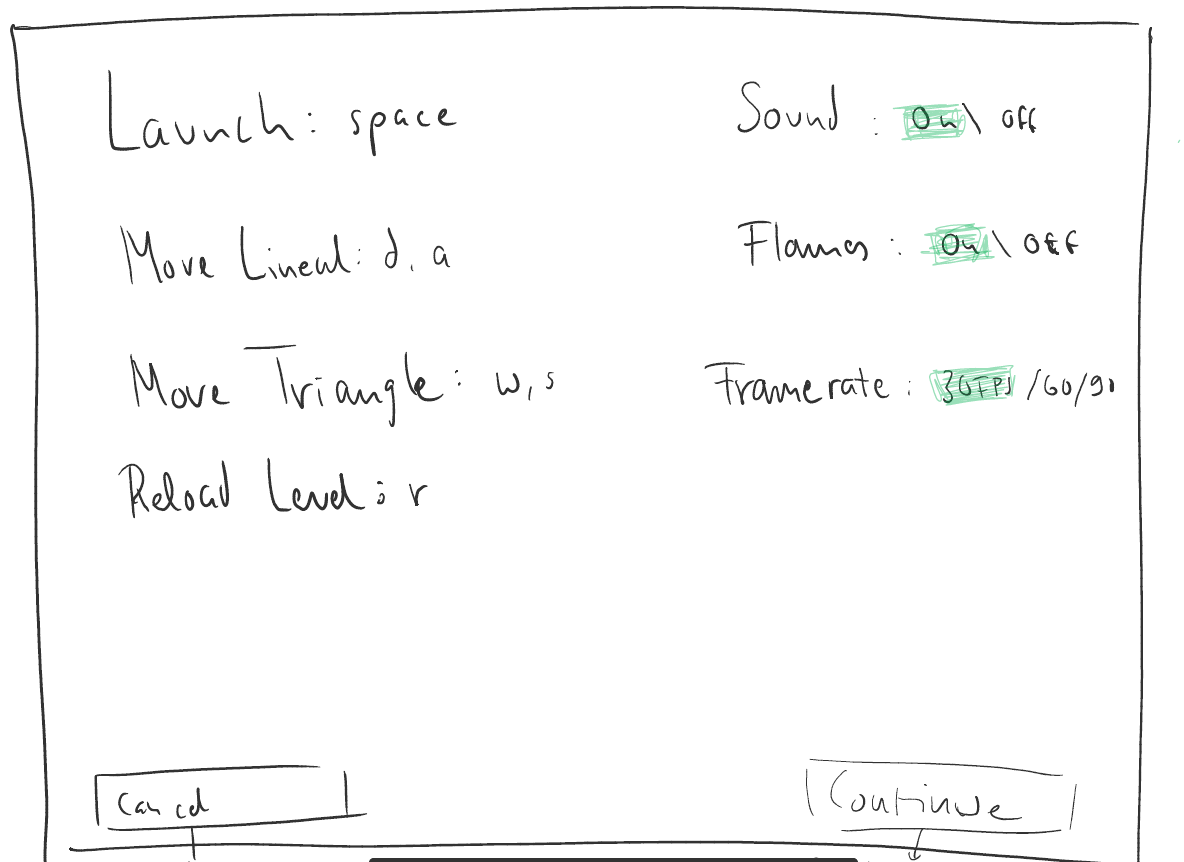 Launch: space
Sound : On \ Off
Move Lineal: d, a
Flames : On \ Off
Move Triangle: w, s
Framerate : 30FPS /60/90
Reload Level: r
Cancel
Continue